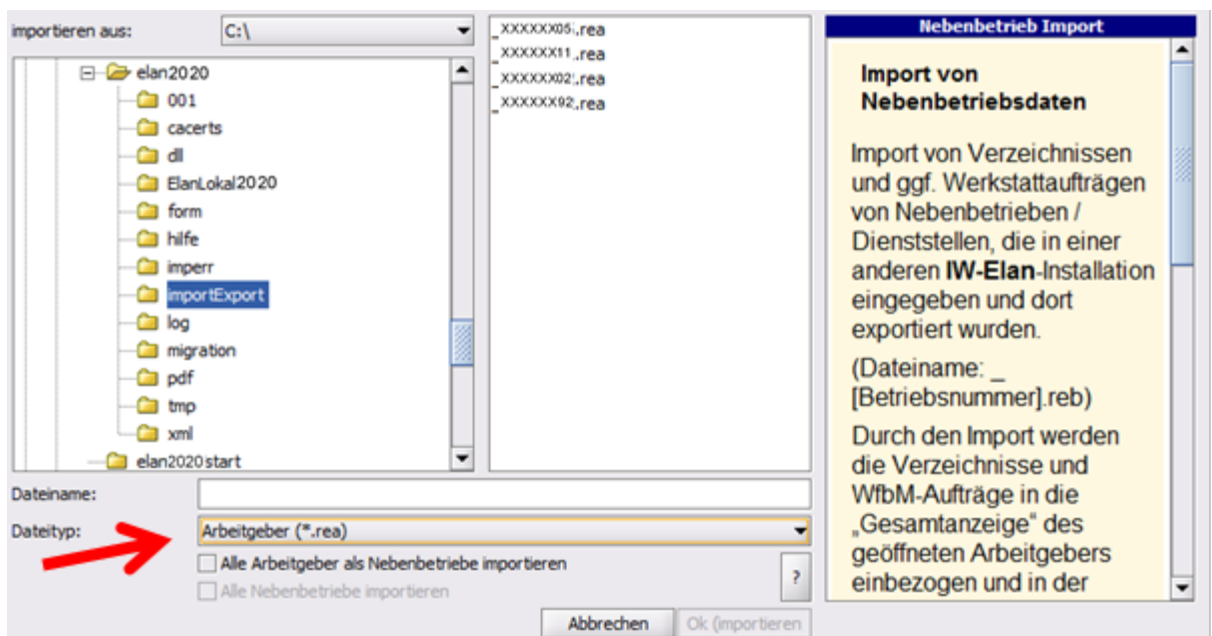 importieren aus:
C:\
elan2020
001
cacerts
dll
ElanLokal2020
form
hilfe
imperr
importExport
log
migration
pdf
tmp
xml
elan2020start
_XXXXXX05.rea
_XXXXXX11.rea
_XXXXXX02.rea
_XXXXXX92.rea
Dateiname:
Dateityp:
Arbeitgeber (*.rea)
Alle Arbeitgeber als Nebenbetriebe importieren
Alle Nebenbetriebe importieren
?
Abbrechen
Ok (importieren
Nebenbetrieb Import
Import von
Nebenbetriebsdaten
Import von Verzeichnissen
und ggf. Werkstattaufträgen
von Nebenbetrieben /
Dienststellen, die in einer
anderen IW-Elan-Installation
eingegeben und dort
exportiert wurden.
(Dateiname: _
[Betriebsnummer].reb)
Durch den Import werden
die Verzeichnisse und
WfbM-Aufträge in die
„Gesamtanzeige“ des
geöffneten Arbeitgebers
einbezogen und in der